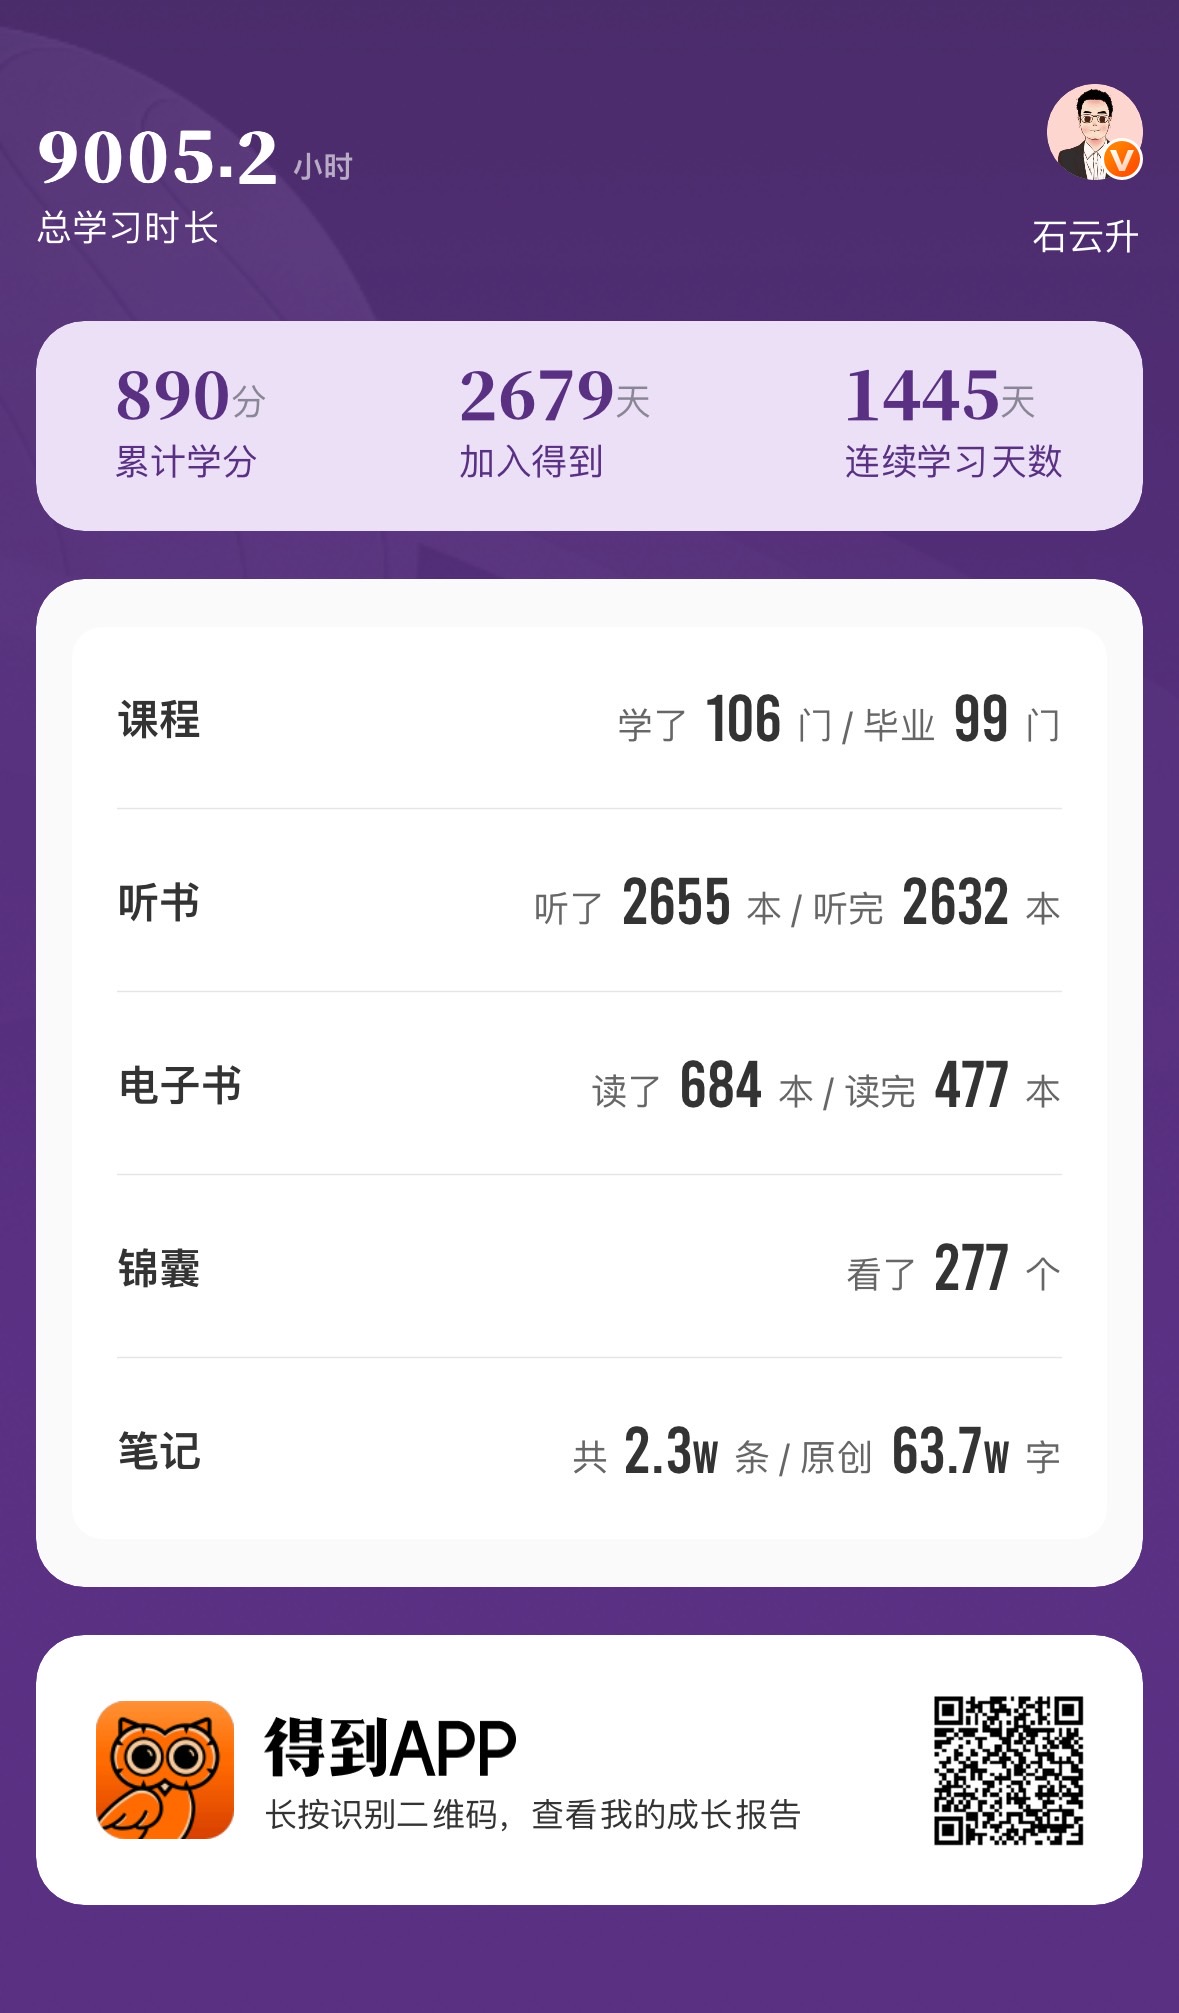 9005.2 小时
总学习时长
石云升
890分
累计学分
2679天
加入得到
1445天
连续学习天数
课程 学了 106 门 / 毕业 99 门
听书 听了 2655 本 / 听完 2632 本
电子书 读了 684 本 / 读完 477 本
锦囊 看了 277 个
笔记 共 2.3w 条 / 原创 63.7w 字
得到APP
长按识别二维码，查看我的成长报告